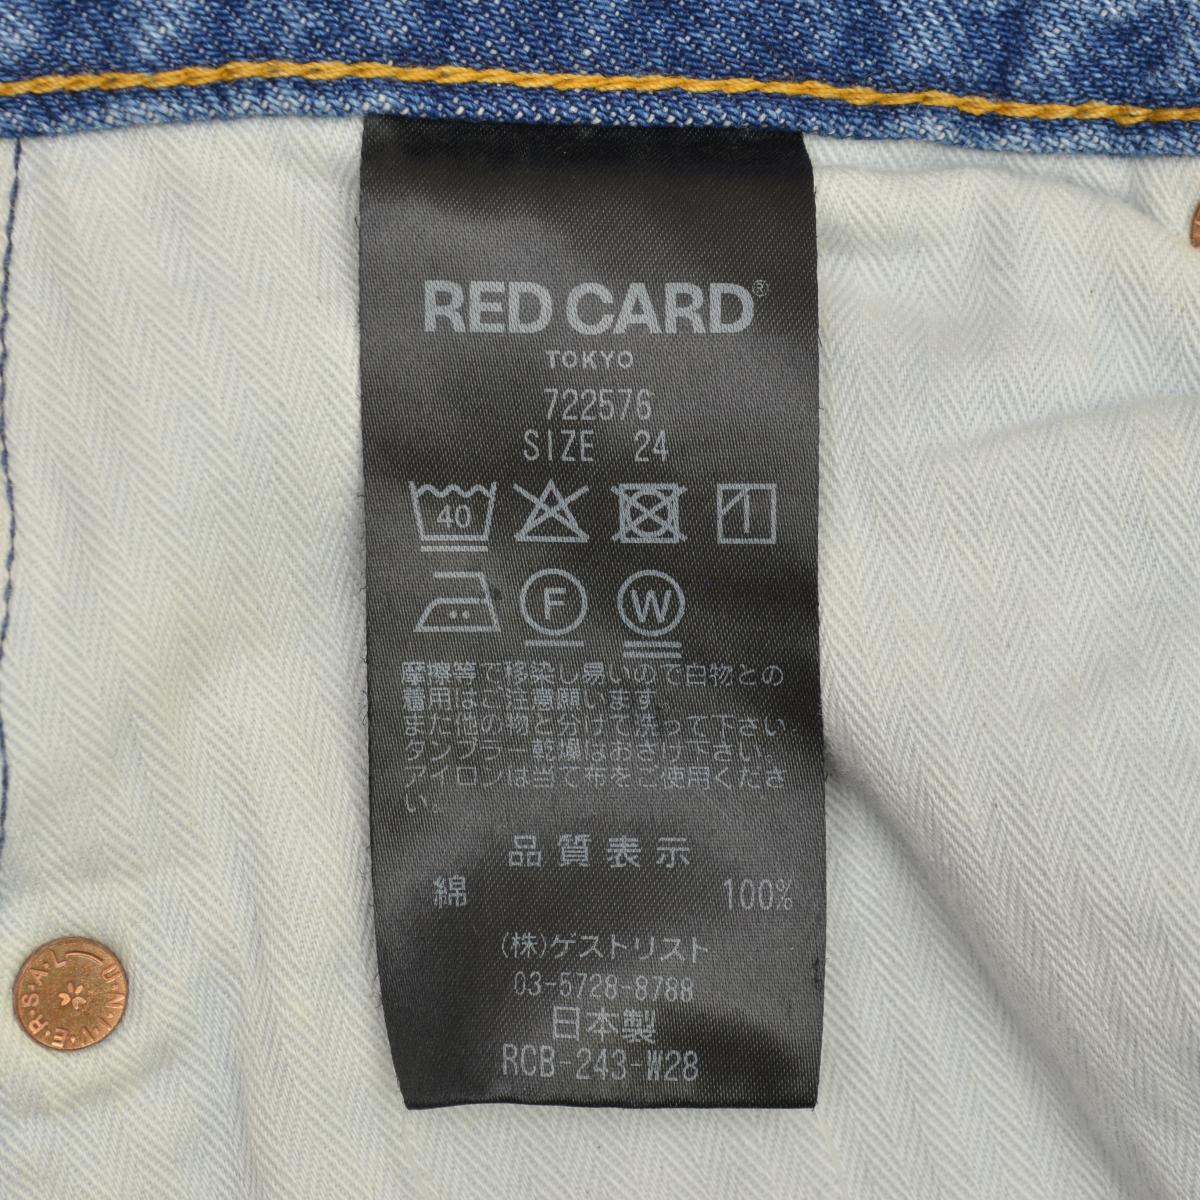 RED CARD®
TOKYO
722576
SIZE 24
40
F
W
摩擦等で移染し易いので白物との
着用はご注意願います。
また他の物と分けて洗って下さい。
タンブラー乾燥はおさけ下さい。
アイロンは当て布をご使用くださ
い。
品質表示
綿 100%
(株)ゲストリスト
03-5728-8788
日本製
RCB-243-W28
UNIVERSAL